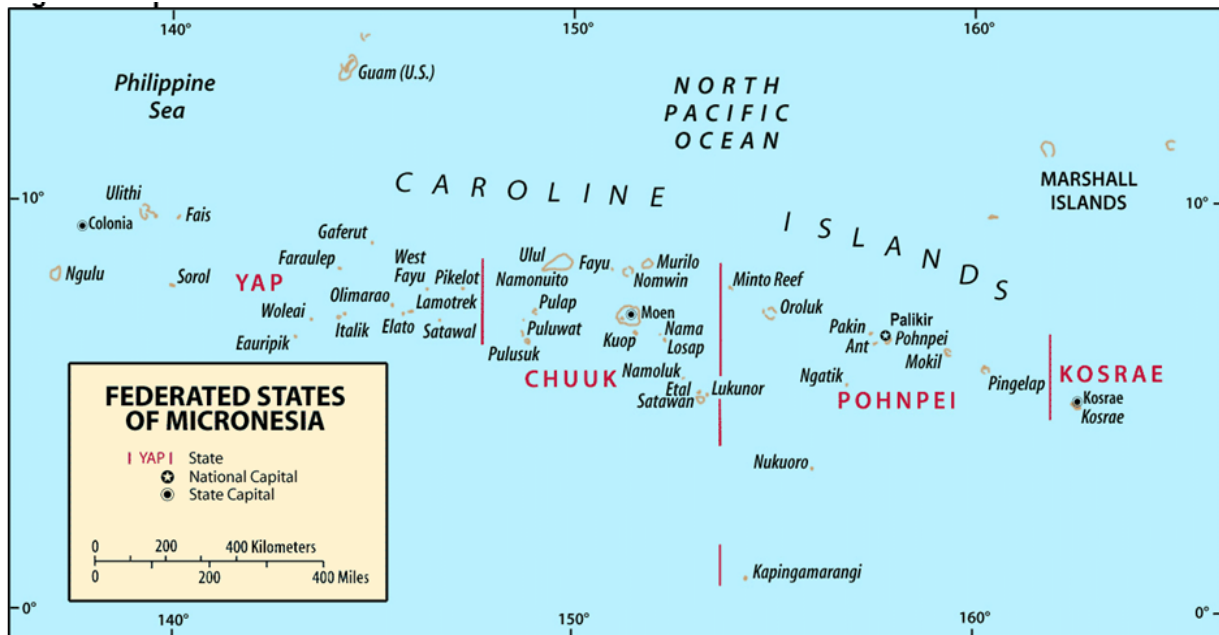 140°
150°
160°
Philippine
Sea
Guam (U.S.)
NORTH
PACIFIC
OCEAN
MARSHALL
ISLANDS
10°
10°
CAROLINE ISLANDS
Ulithi
Colonia
Fais
Ngulu
Sorol
YAP
Gaferut
Faraulep
West
Fayu
Pikelot
Olimarao
Lamotrek
Woleai
Italik
Elato
Satawal
Eauripik
Ulul
Fayu
Murilo
Namonuito
Nomwin
Pulap
Moen
Puluwat
Kuop
Nama
Losap
Pulusuk
CHUUK
Namoluk
Etal
Lukunor
Satawan
Minto Reef
Oroluk
Pakin
Palikir
Ant
Pohnpei
Mokil
Ngatik
Pingelap
POHNPEI
KOSRAE
Kosrae
Kosrae
Nukuoro
Kapingamarangi
FEDERATED STATES
OF MICRONESIA
YAP State
National Capital
State Capital
0 200 400 Kilometers
0 200 400 Miles
0°
0°
140°
150°
160°